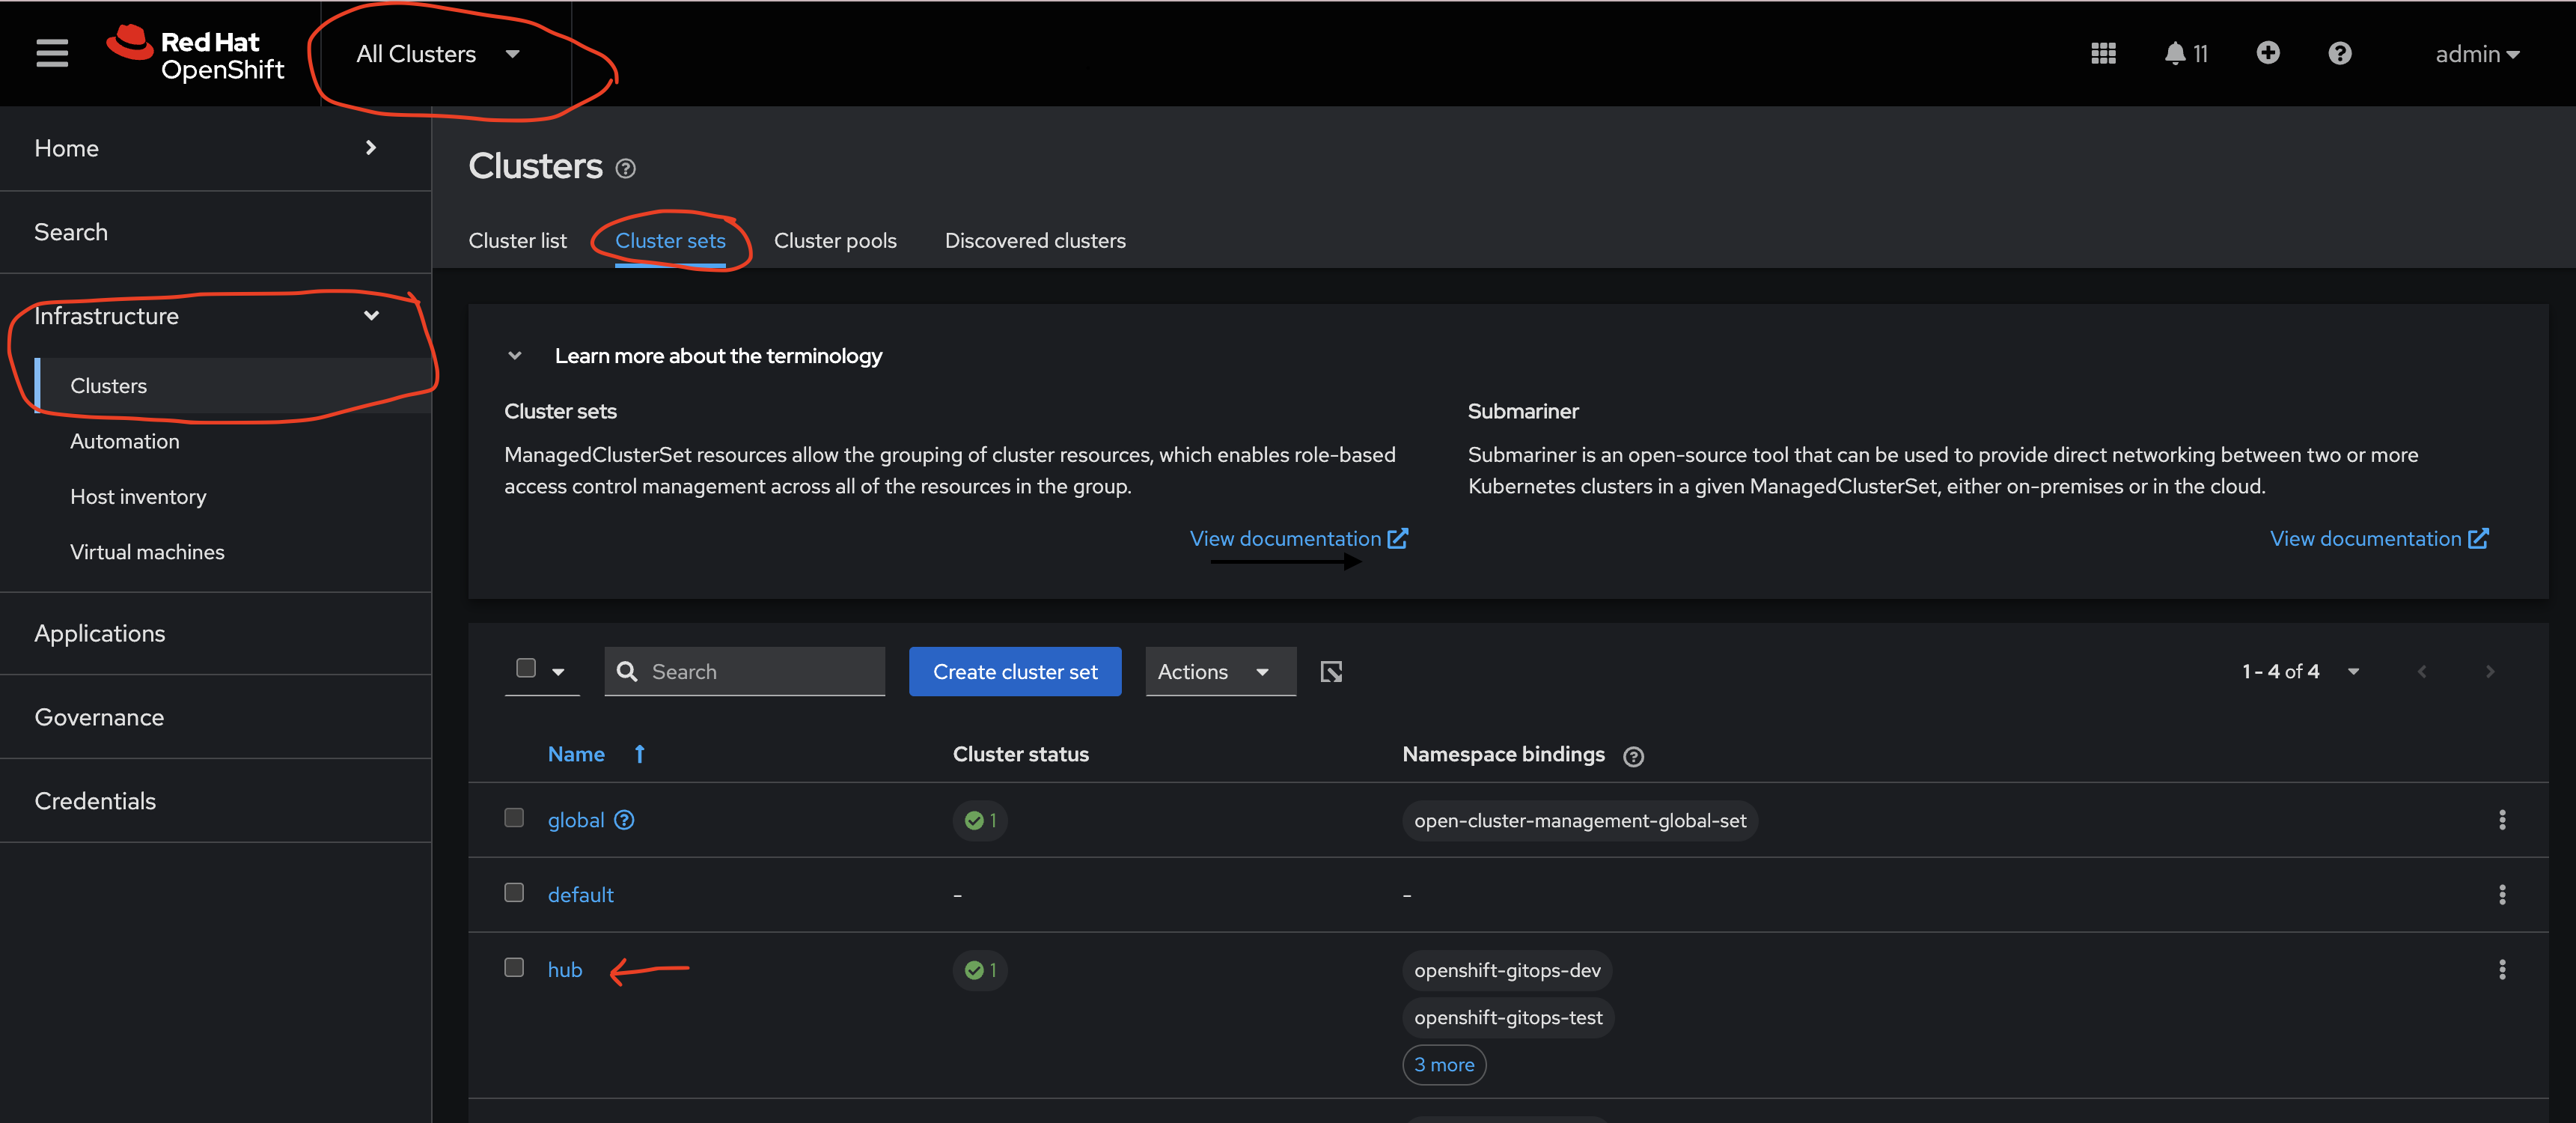 Red Hat
OpenShift
All Clusters
11
admin
Home
Search
Infrastructure
Clusters
Automation
Host inventory
Virtual machines
Applications
Governance
Credentials
Clusters
Cluster list
Cluster sets
Cluster pools
Discovered clusters
Learn more about the terminology
Cluster sets
ManagedClusterSet resources allow the grouping of cluster resources, which enables role-based
access control management across all of the resources in the group.
View documentation
Submariner
Submariner is an open-source tool that can be used to provide direct networking between two or more
Kubernetes clusters in a given ManagedClusterSet, either on-premises or in the cloud.
View documentation
Search
Create cluster set
Actions
1 - 4 of 4
Name
Cluster status
Namespace bindings
global
1
open-cluster-management-global-set
default
-
-
hub
1
openshift-gitops-dev
openshift-gitops-test
3 more